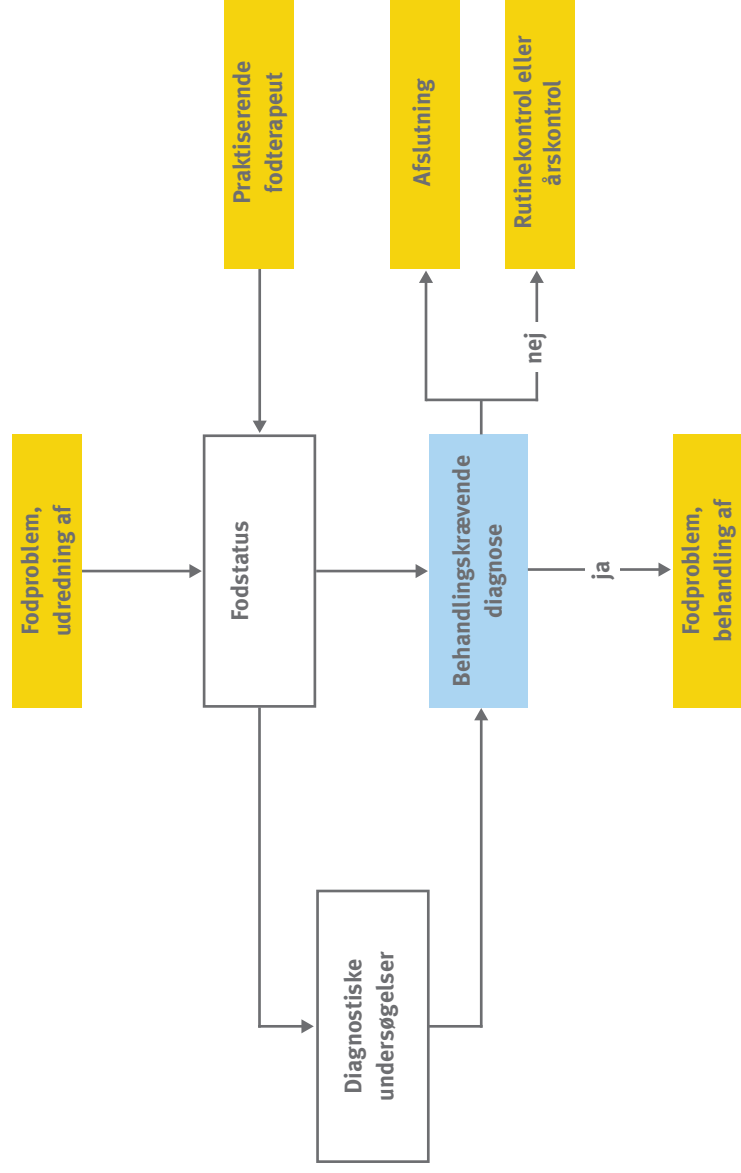 Fodproblem,
udredning af
Praktiserende
fodterapeut
Fodstatus
Diagnostiske
undersøgelser
Behandlingskrævende
diagnose
Afslutning
nej
Rutinekontrol eller
årskontrol
ja
Fodproblem,
behandling af